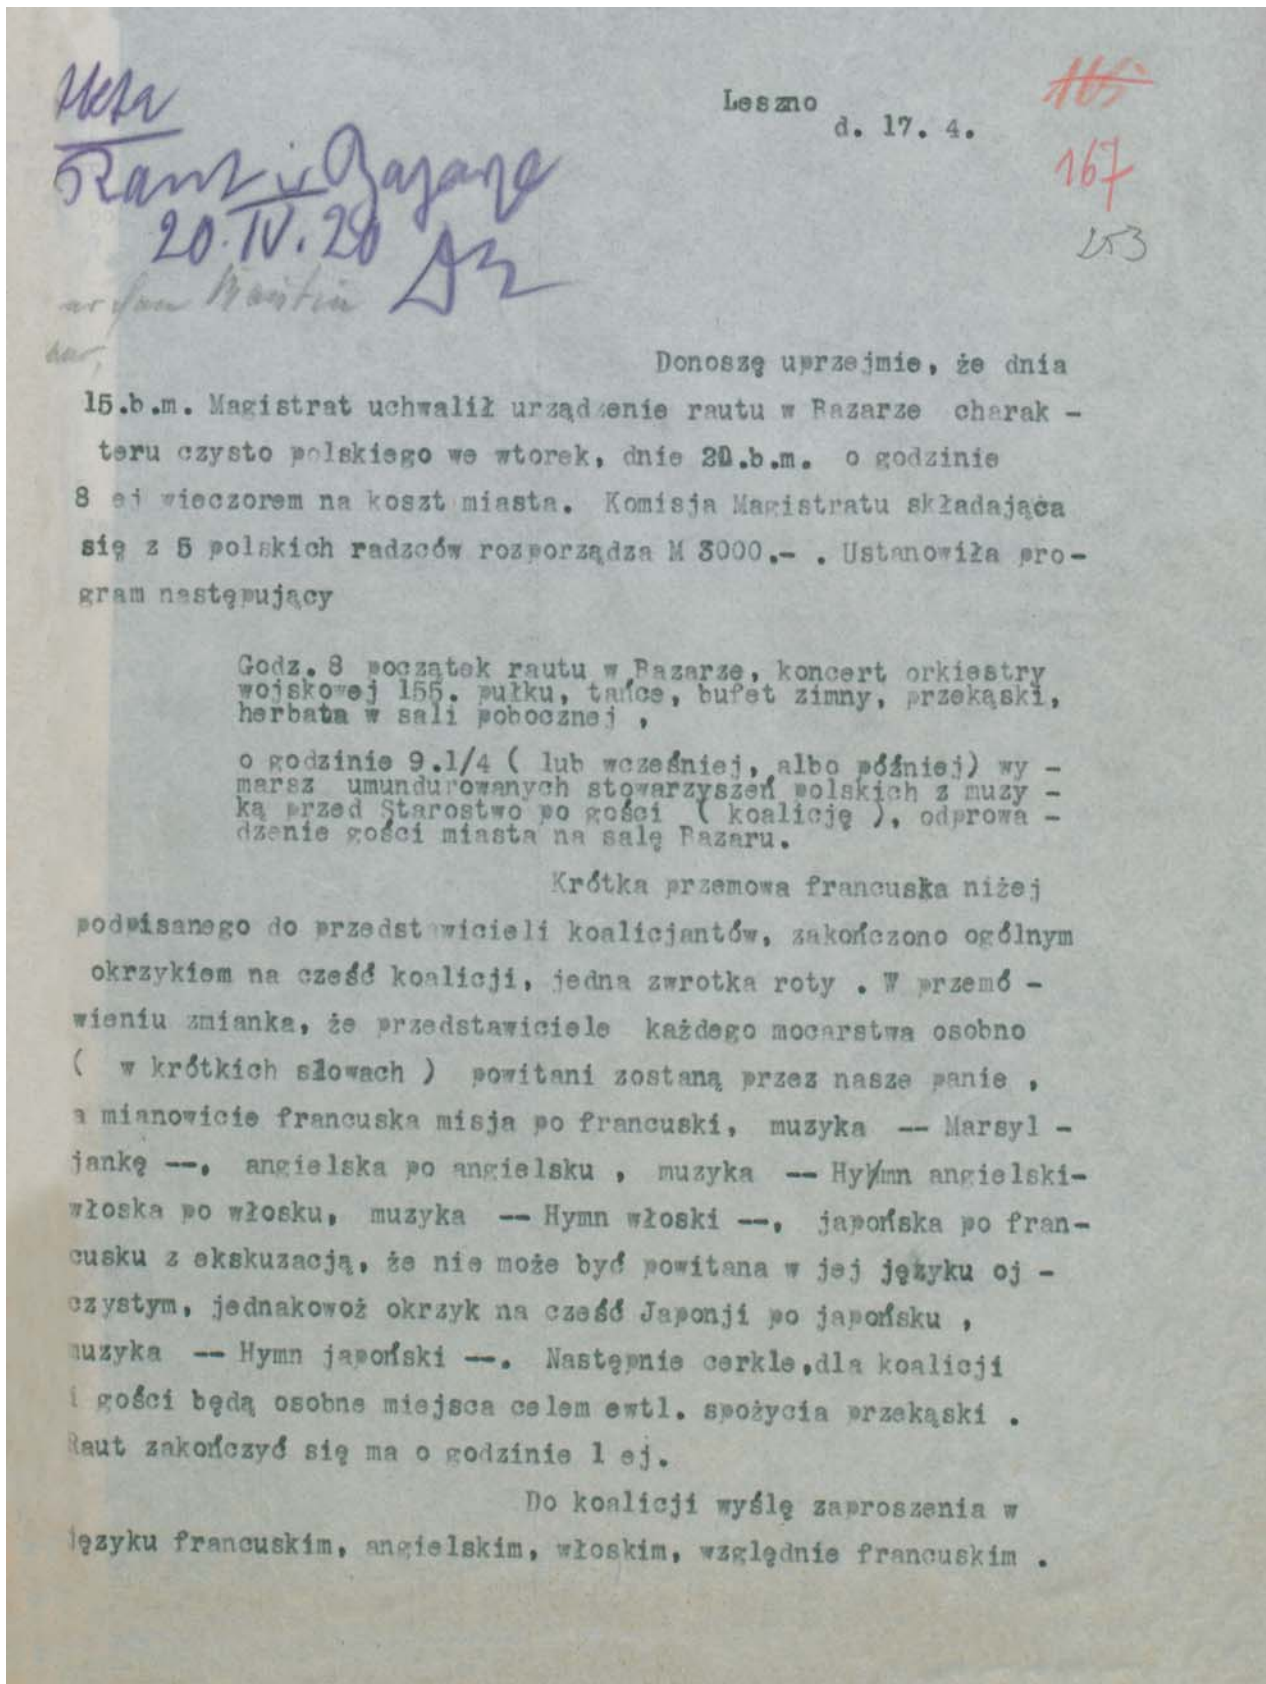 Akta
Leszno
d. 17. 4.
165
Raut w Bazarze
167
20. IV. 20
253
Donoszę uprzejmie, że dnia
15.b.m. Magistrat uchwalił urządzenie rautu w Bazarze charak -
teru czysto polskiego we wtorek, dnie 20.b.m. o godzinie
8 ej wieczorem na koszt miasta. Komisja Magistratu składająca
się z 5 polskich radzców rozporządza M 3000.- . Ustanowiła pro-
gram następujący
Godz. 8 początek rautu w Bazarze, koncert orkiestry
wojskowej 155. pułku, tańce, bufet zimny, przekąski,
herbata w sali pobocznej ,
o godzinie 9.1/4 ( lub wcześniej, albo później) wy -
marsz umundurowanych stowarzyszeń polskich z muzy -
ką przed Starostwo po gości ( koalicję ), odprowa -
dzenie gości miasta na salę Bazaru.
Krótka przemowa francuska niżej
podpisanego do przedstawicieli koalicjantów, zakończono ogólnym
okrzykiem na cześć koalicji, jedna zwrotka roty . W przemó -
wieniu zmianka, że przedstawiciele każdego mocarstwa osobno
( w krótkich słowach ) powitani zostaną przez nasze panie ,
a mianowicie francuska misja po francuski, muzyka -- Marsyl -
jankę --, angielska po angielsku , muzyka -- Hymn angielski-
włoska po włosku, muzyka -- Hymn włoski --, japońska po fran-
cusku z ekskuzacją, że nie może być powitana w jej języku oj -
czystym, jednakowoż okrzyk na cześć Japonji po japońsku ,
muzyka -- Hymn japoński --. Następnie cerkle,dla koalicji
i gości będą osobne miejsca celem ewtl. spożycia przekąski .
Raut zakończyć się ma o godzinie 1 ej.
Do koalicji wyślę zaproszenia w
języku francuskim, angielskim, włoskim, względnie francuskim .